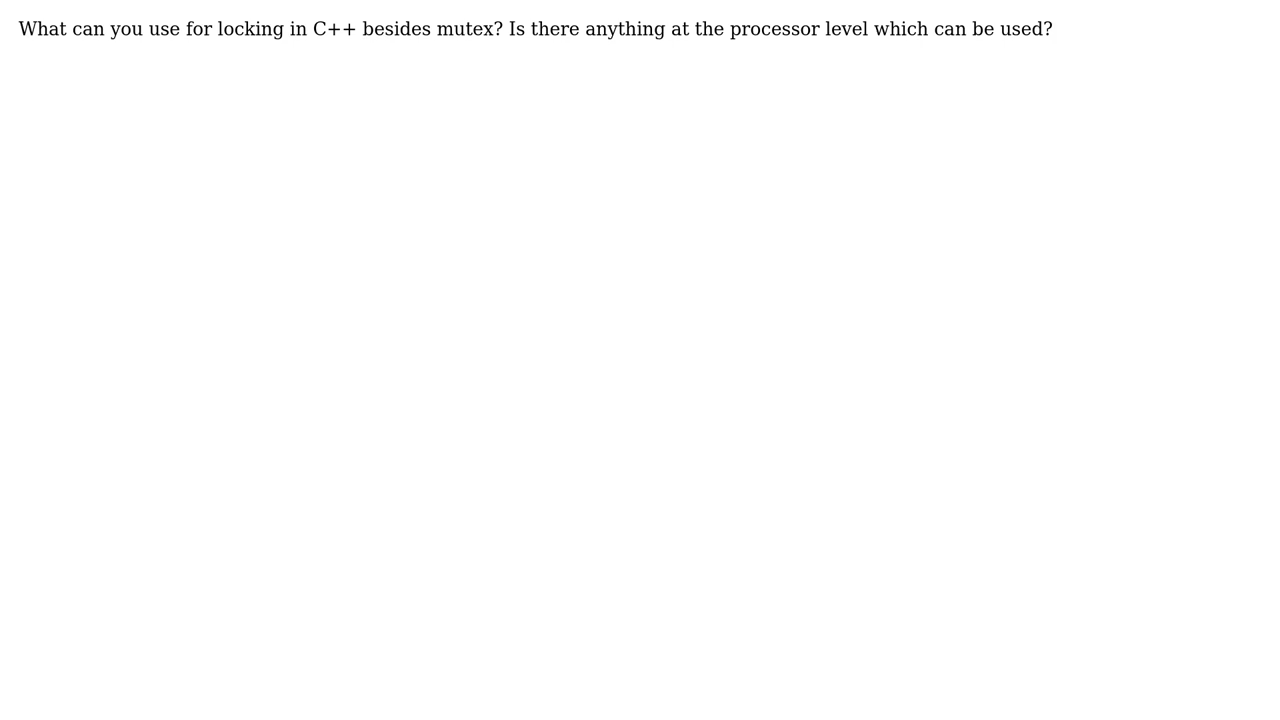 What can you use for locking in C++ besides mutex? Is there anything at the processor level which can be used?